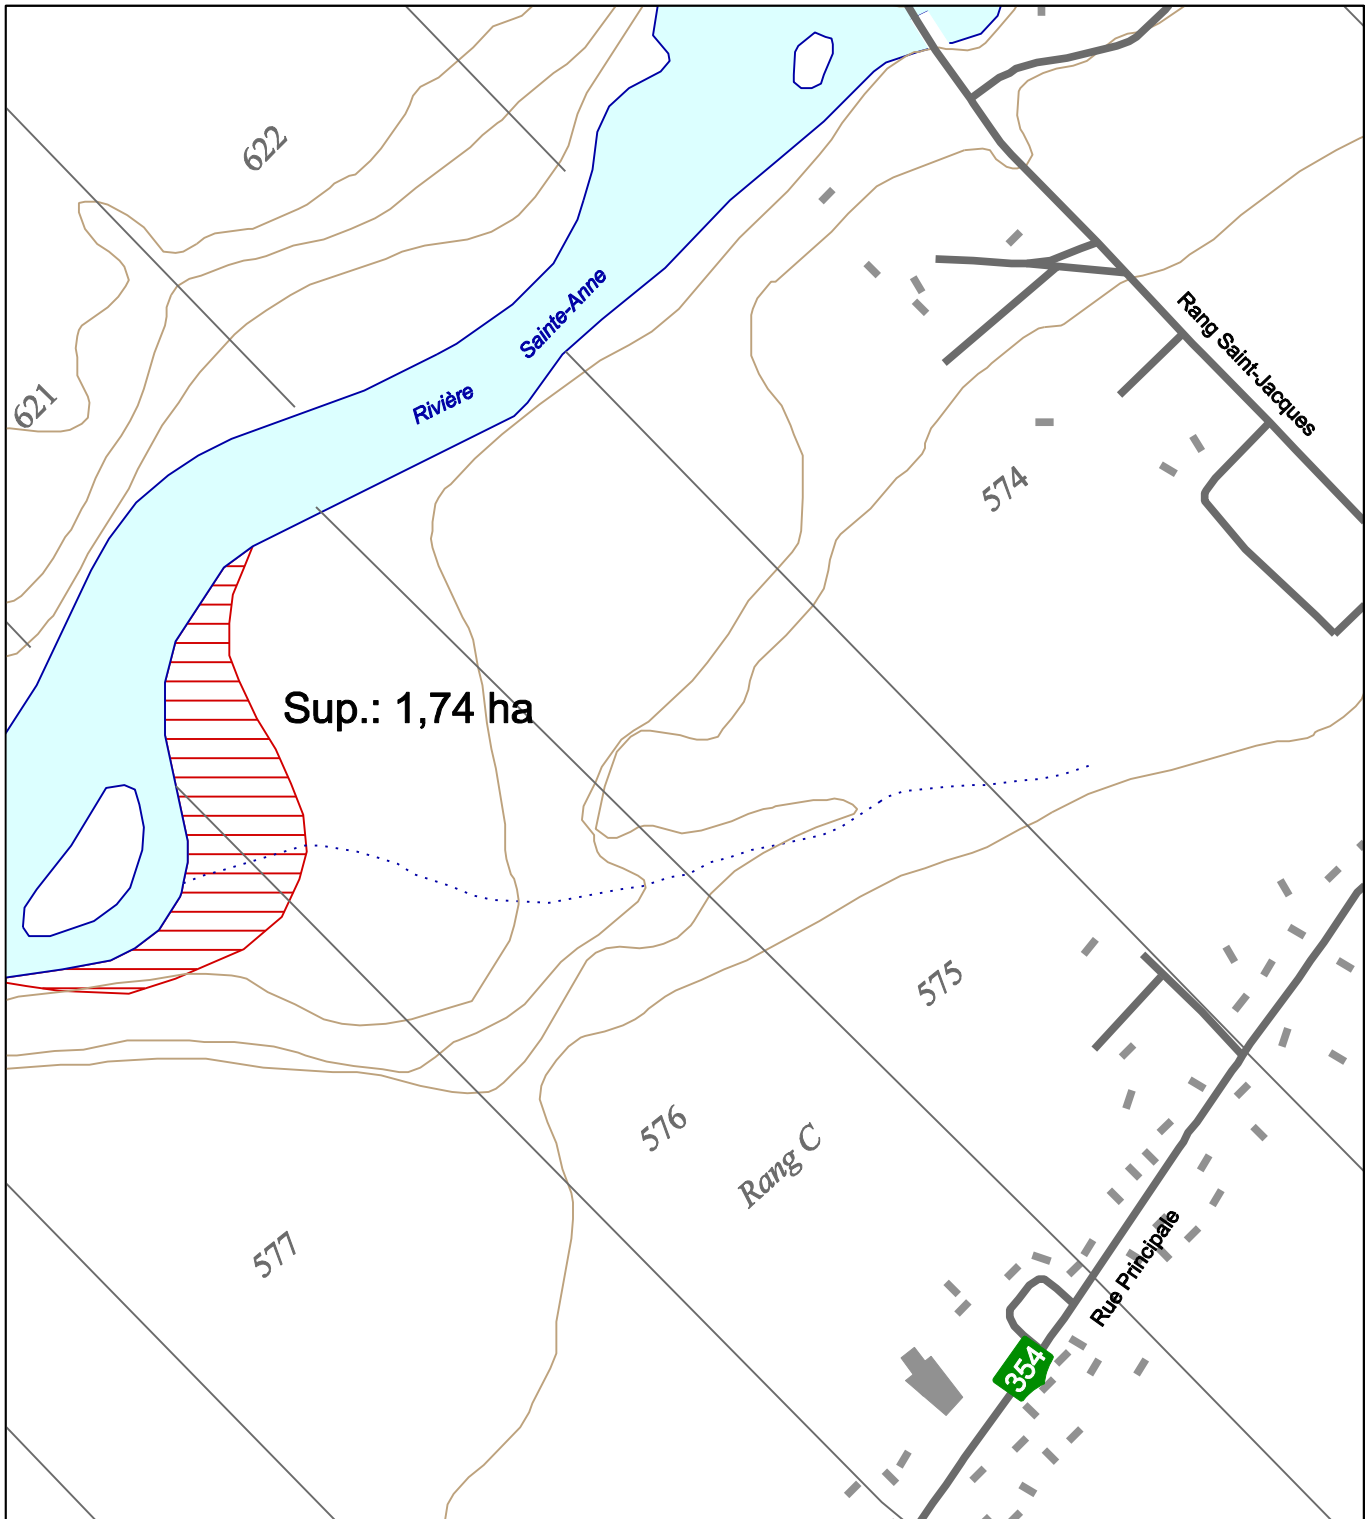 622
Sainte-Anne
Rang Saint-Jacques
621
Rivière
574
Sup.: 1,74 ha
575
576
Rang C
577
Rue Principale
354